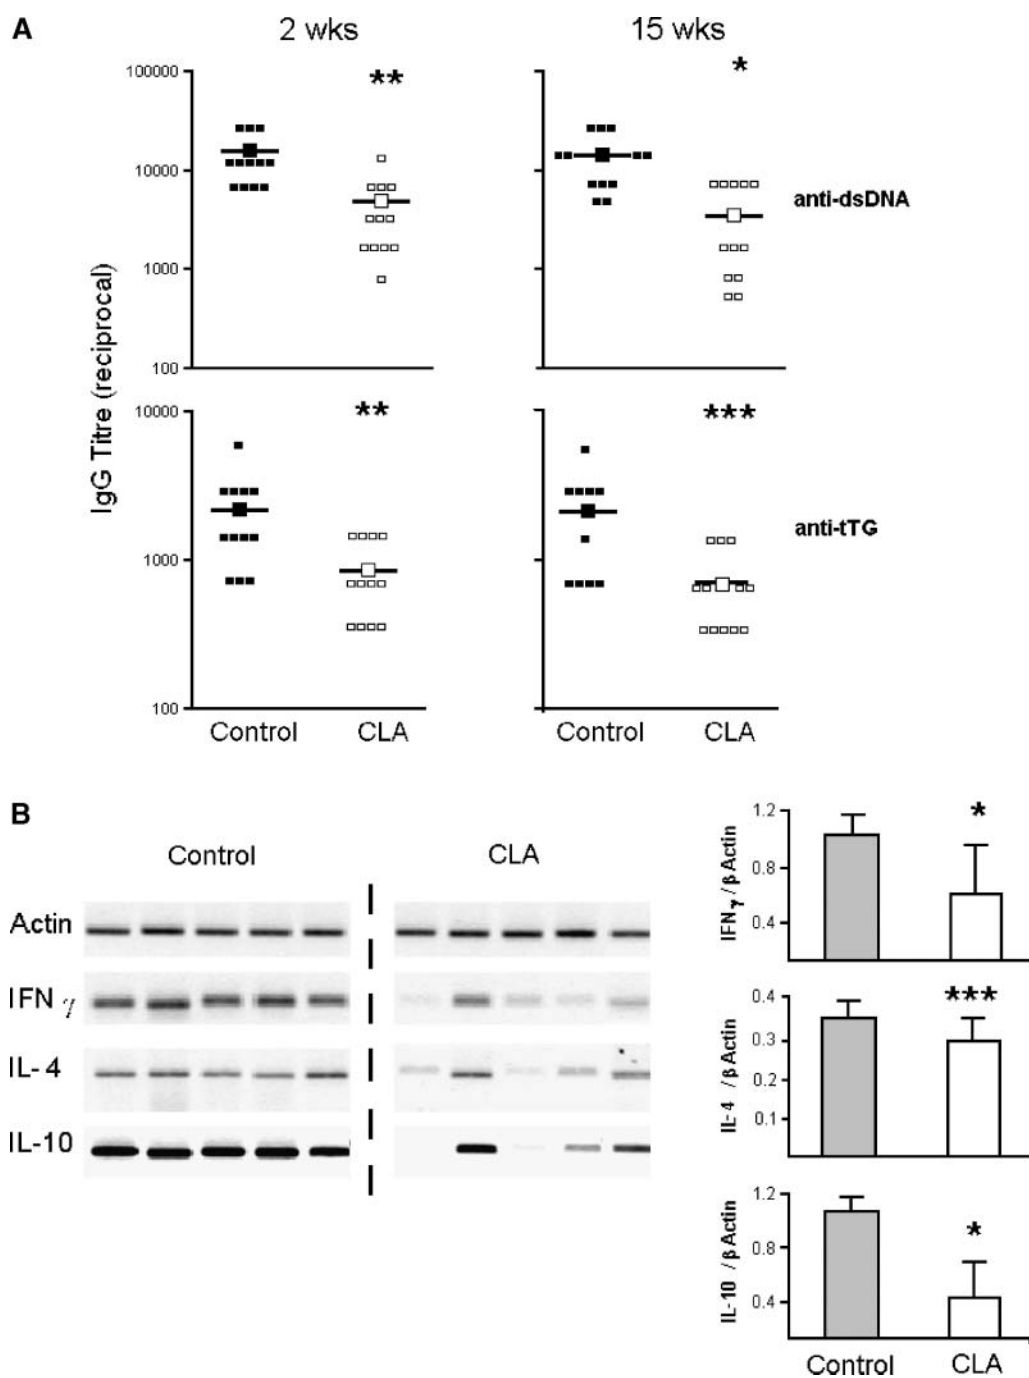 A
2 wks
15 wks
IgG Titre (reciprocal)
100000
10000
1000
100
**
*
anti-dsDNA
10000
1000
100
**
***
anti-tTG
Control
CLA
Control
CLA
B
Control
CLA
Actin
IFN γ
IL-4
IL-10
IFNγ / β Actin
1.2
0.8
0.4
*
IL-4 / β Actin
0.4
0.3
0.2
0.1
***
IL-10 / β Actin
1.2
0.8
0.4
*
Control
CLA